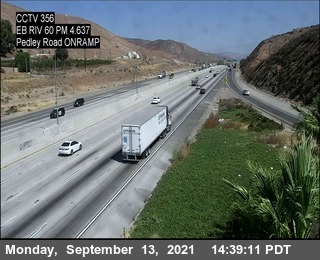 CCTV 356
EB RIV 60 PM 4.637
Pedley Road ONRAMP
Monday, September 13, 2021 14:39:11 PDT